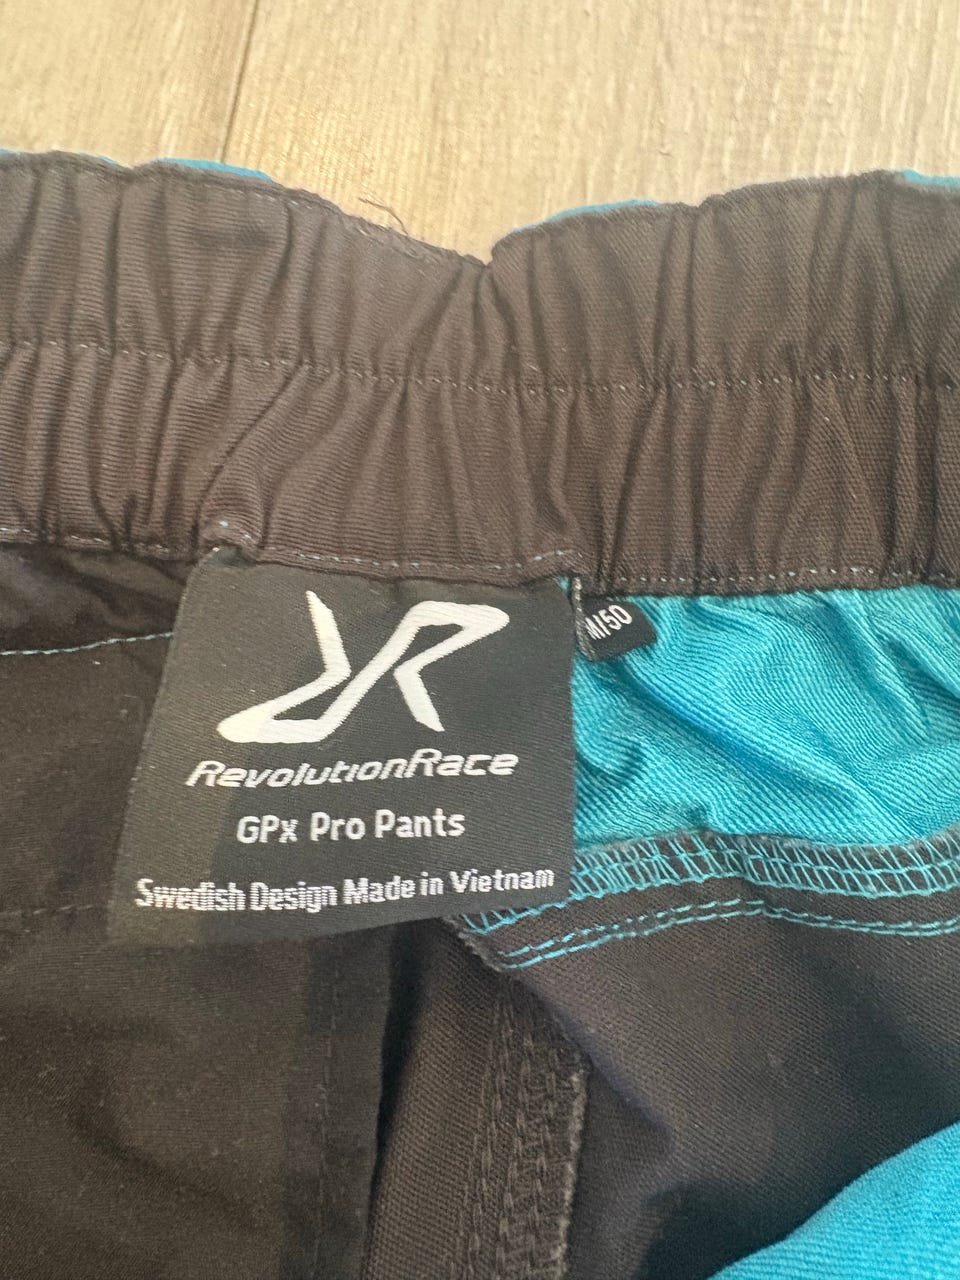 RevolutionRace
GPx Pro Pants
Swedish Design Made in Vietnam
M/50